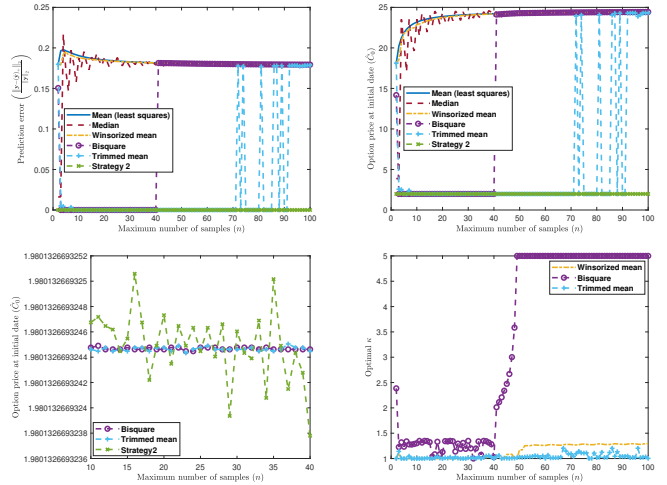 0.25
0.2
0.15
0.1
0.05
0
0 10 20 30 40 50 60 70 80 90 100
Maximum number of samples (n)
Mean (least squares)
Median
Winsorized mean
Bisquare
Trimmed mean
Strategy 2
Option price at initial date (Ĉ₀)
25
20
15
10
5
0
0 10 20 30 40 50 60 70 80 90 100
Maximum number of samples (n)
Mean (least squares)
Median
Winsorized mean
Bisquare
Trimmed mean
Strategy 2
Option price at initial date (Ĉ₀)
1.9801326693252
1.980132669325
1.9801326693248
1.9801326693246
1.9801326693244
1.9801326693242
1.980132669324
1.9801326693238
1.9801326693236
10 15 20 25 30 35 40
Maximum number of samples (n)
Bisquare
Trimmed mean
Strategy2
Optimal κ
5
4.5
4
3.5
3
2.5
2
1.5
1
0 10 20 30 40 50 60 70 80 90 100
Maximum number of samples (n)
Winsorized mean
Bisquare
Trimmed mean